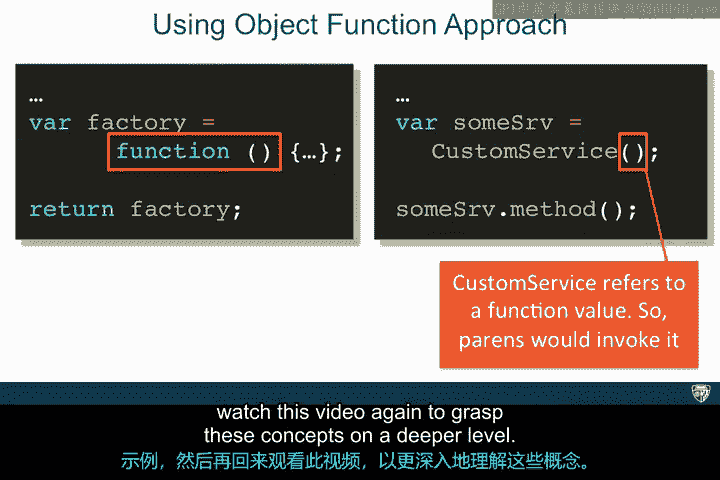 Using Object Function Approach
…
var factory =
function () {…};
return factory;
…
var someSrv =
CustomService();
someSrv.method();
CustomService refers to
a function value. So,
parens would invoke it
watch this video again to grasp
these concepts on a deeper level.
示例，然后再回来观看此视频，以更深入地理解这些概念。